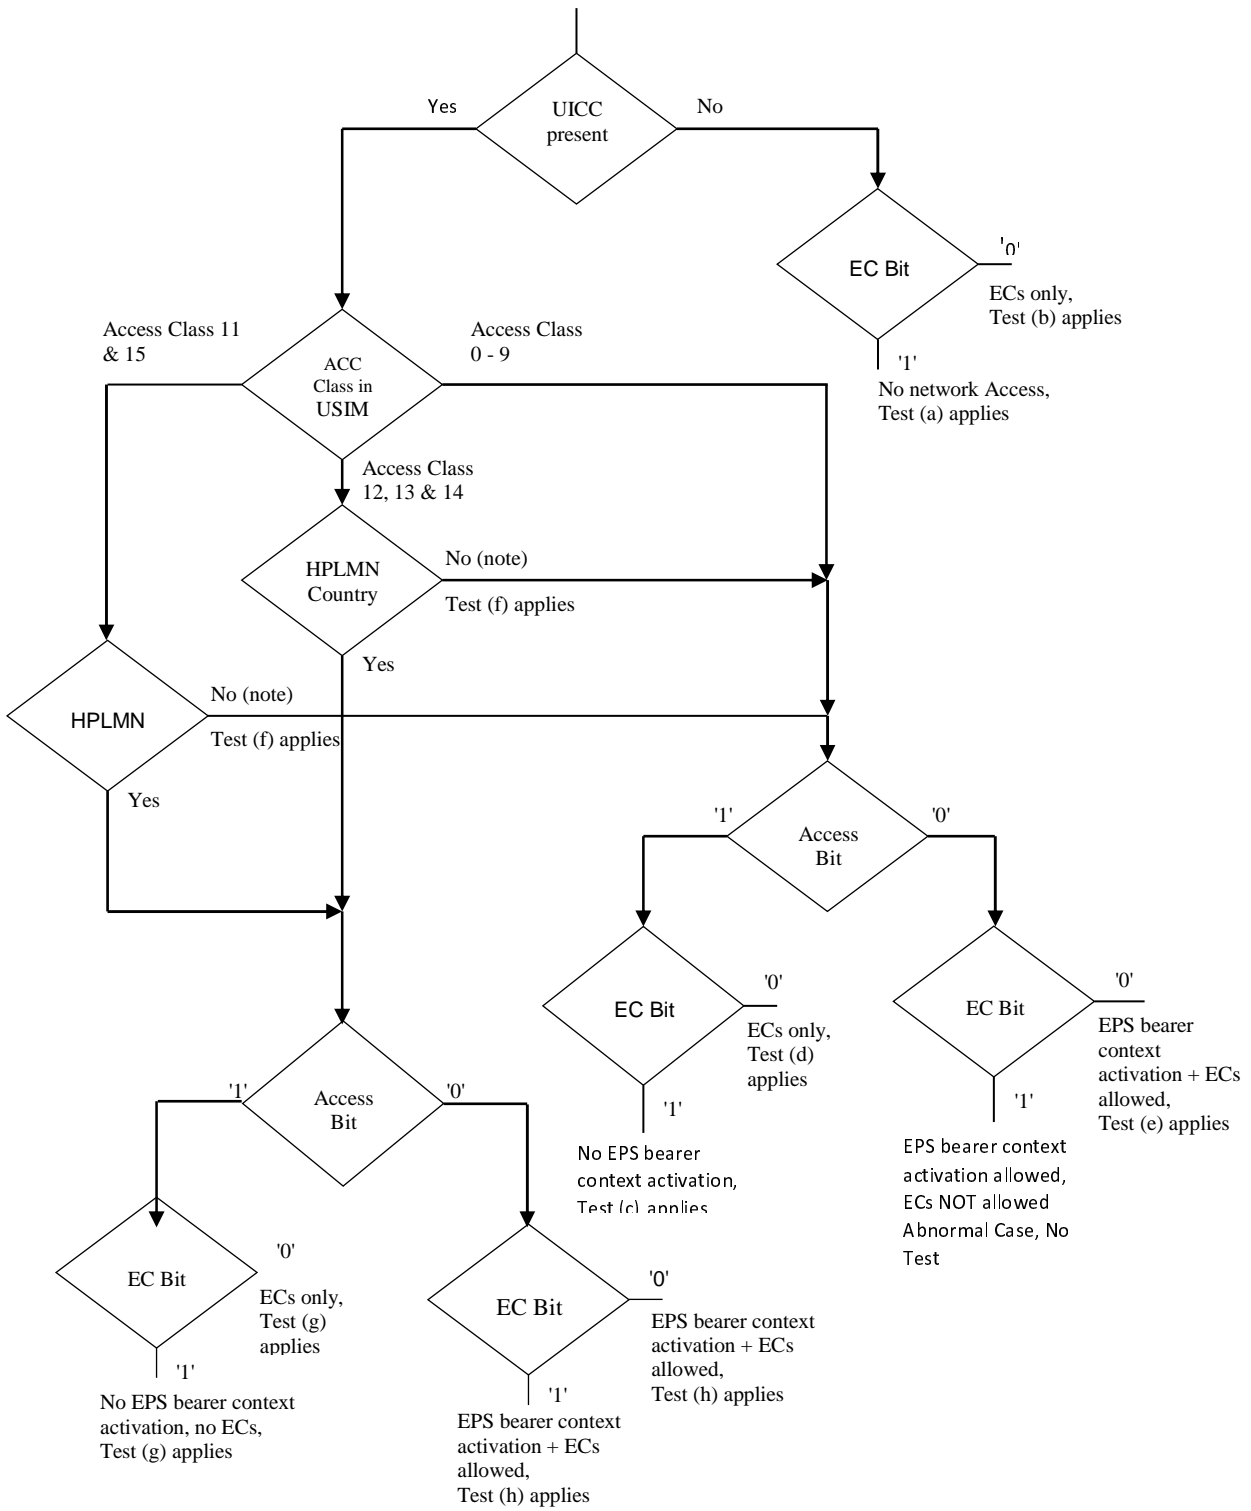 Yes
UICC
present
No
EC Bit
'0'
ECs only,
Test (b) applies
'1'
No network Access,
Test (a) applies
Access Class 11
& 15
ACC
Class in
USIM
Access Class
0 - 9
Access Class
12, 13 & 14
HPLMN
Country
No (note)
Test (f) applies
Yes
HPLMN
No (note)
Test (f) applies
Yes
'1'
Access
Bit
'0'
EC Bit
'0'
ECs only,
Test (d)
applies
'1'
No EPS bearer
context activation,
Test (c) applies
EC Bit
'0'
EPS bearer
context
activation + ECs
allowed,
Test (e) applies
'1'
EPS bearer context
activation allowed,
ECs NOT allowed
Abnormal Case, No
Test
'1'
Access
Bit
'0'
EC Bit
'0'
ECs only,
Test (g)
applies
'1'
No EPS bearer context
activation, no ECs,
Test (g) applies
EC Bit
'0'
EPS bearer context
activation + ECs
allowed,
Test (h) applies
'1'
EPS bearer context
activation + ECs
allowed,
Test (h) applies